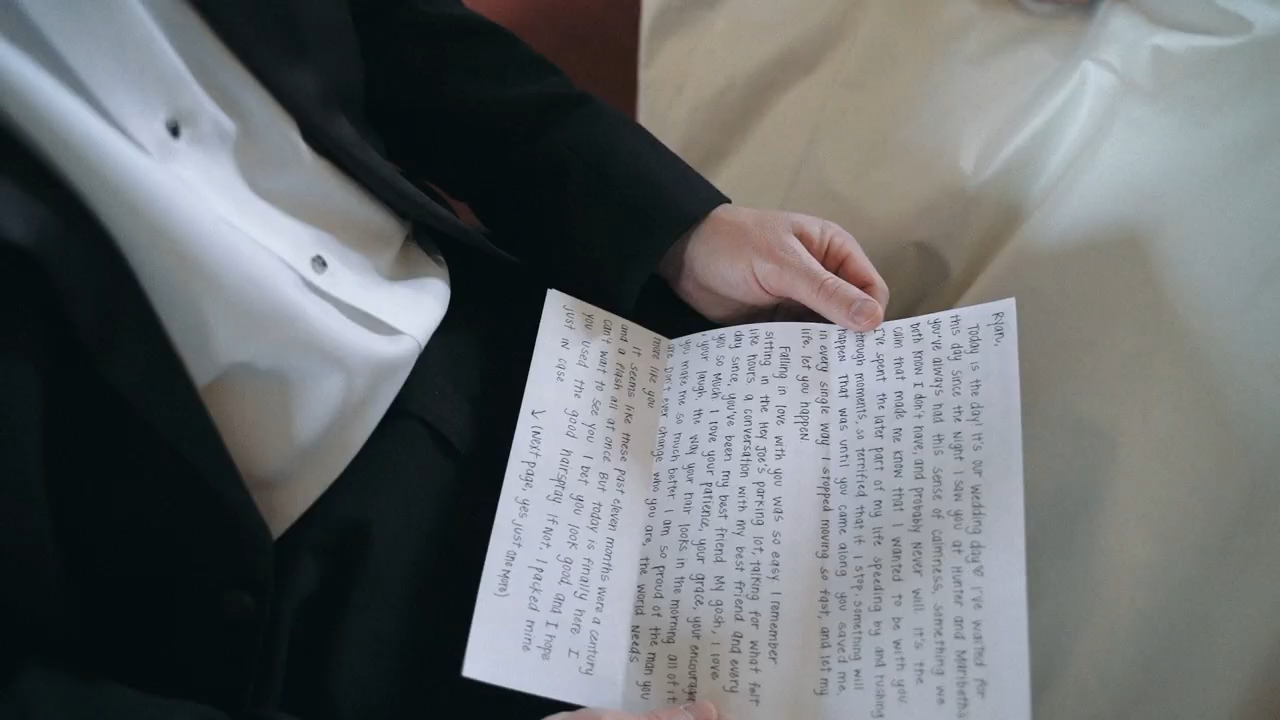 Ryan,
Today is the day! It's our wedding day♡ I've waited for
this day since the night I saw you at Hunter and Maribeth's
you've always had this sense of calmness, something we
both know I don't have, and probably never will. It's the
calm that made me know that I wanted to be with you
I've spent the later part of my life speeding by and rushing
through moments, so terrified that if I stop, something will
happen That was until you came along you saved me,
in every single way I stopped moving so fast, and let my
life, let you happen.
Falling in love with you was so easy. I remember
sitting in the Hey Joe's parking lot, talking for what felt
like hours. a conversation with my best friend and every
day since, you've been my best friend My gosh, I love
you so much I love your patience, your grace, your
your laugh, the way your hair looks in the morning all of it
you make me so much better I am so proud of the man you
are. Don't ever change who you are, the world needs
more like you
It seems like these past eleven months were a century
and a flash all at once But today is finally here. I
can't wait to see you I bet you look good, and I hope
you used the good hairspray If not, I packed mine
just in case
↓ (Next page, yes just one more)